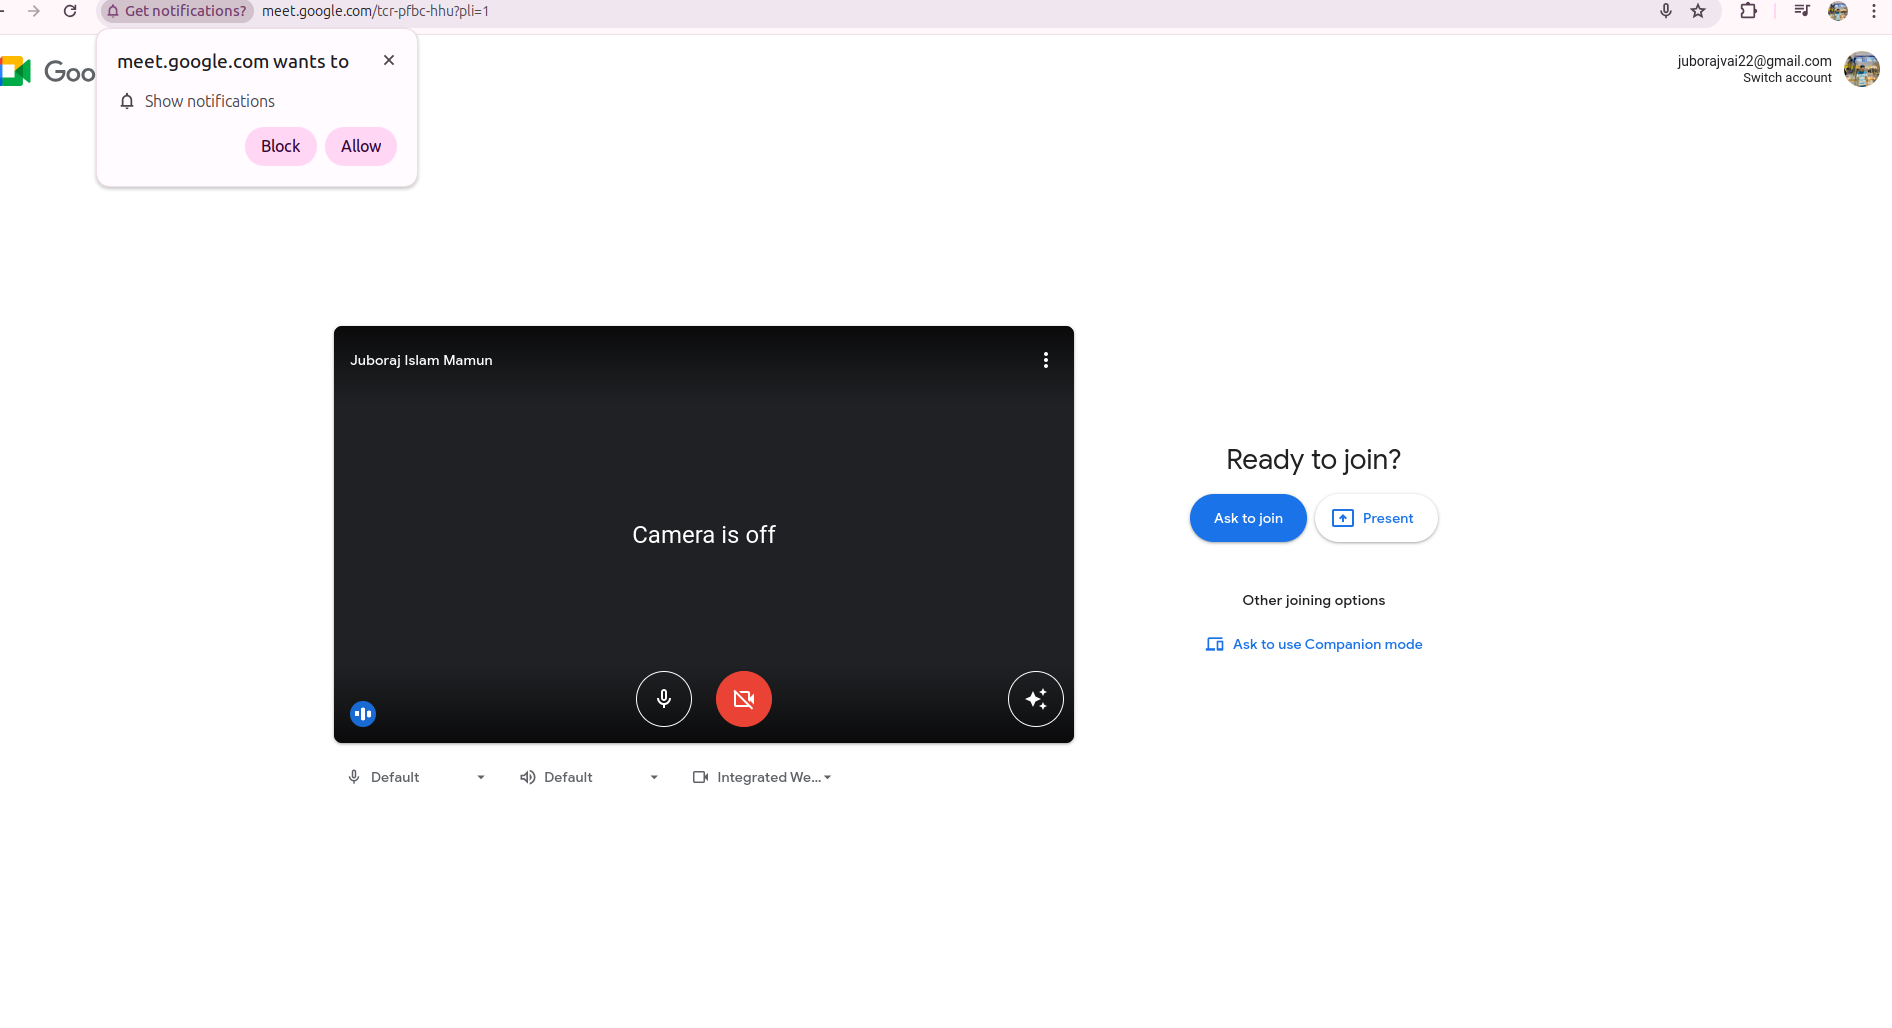 Get notifications? meet.google.com/tcr-pfbc-hhu?pli=1
meet.google.com wants to
Show notifications
Block Allow
Goo
juborajvai22@gmail.com
Switch account
Juboraj Islam Mamun
Camera is off
Ready to join?
Ask to join Present
Other joining options
Ask to use Companion mode
Default Default Integrated We...